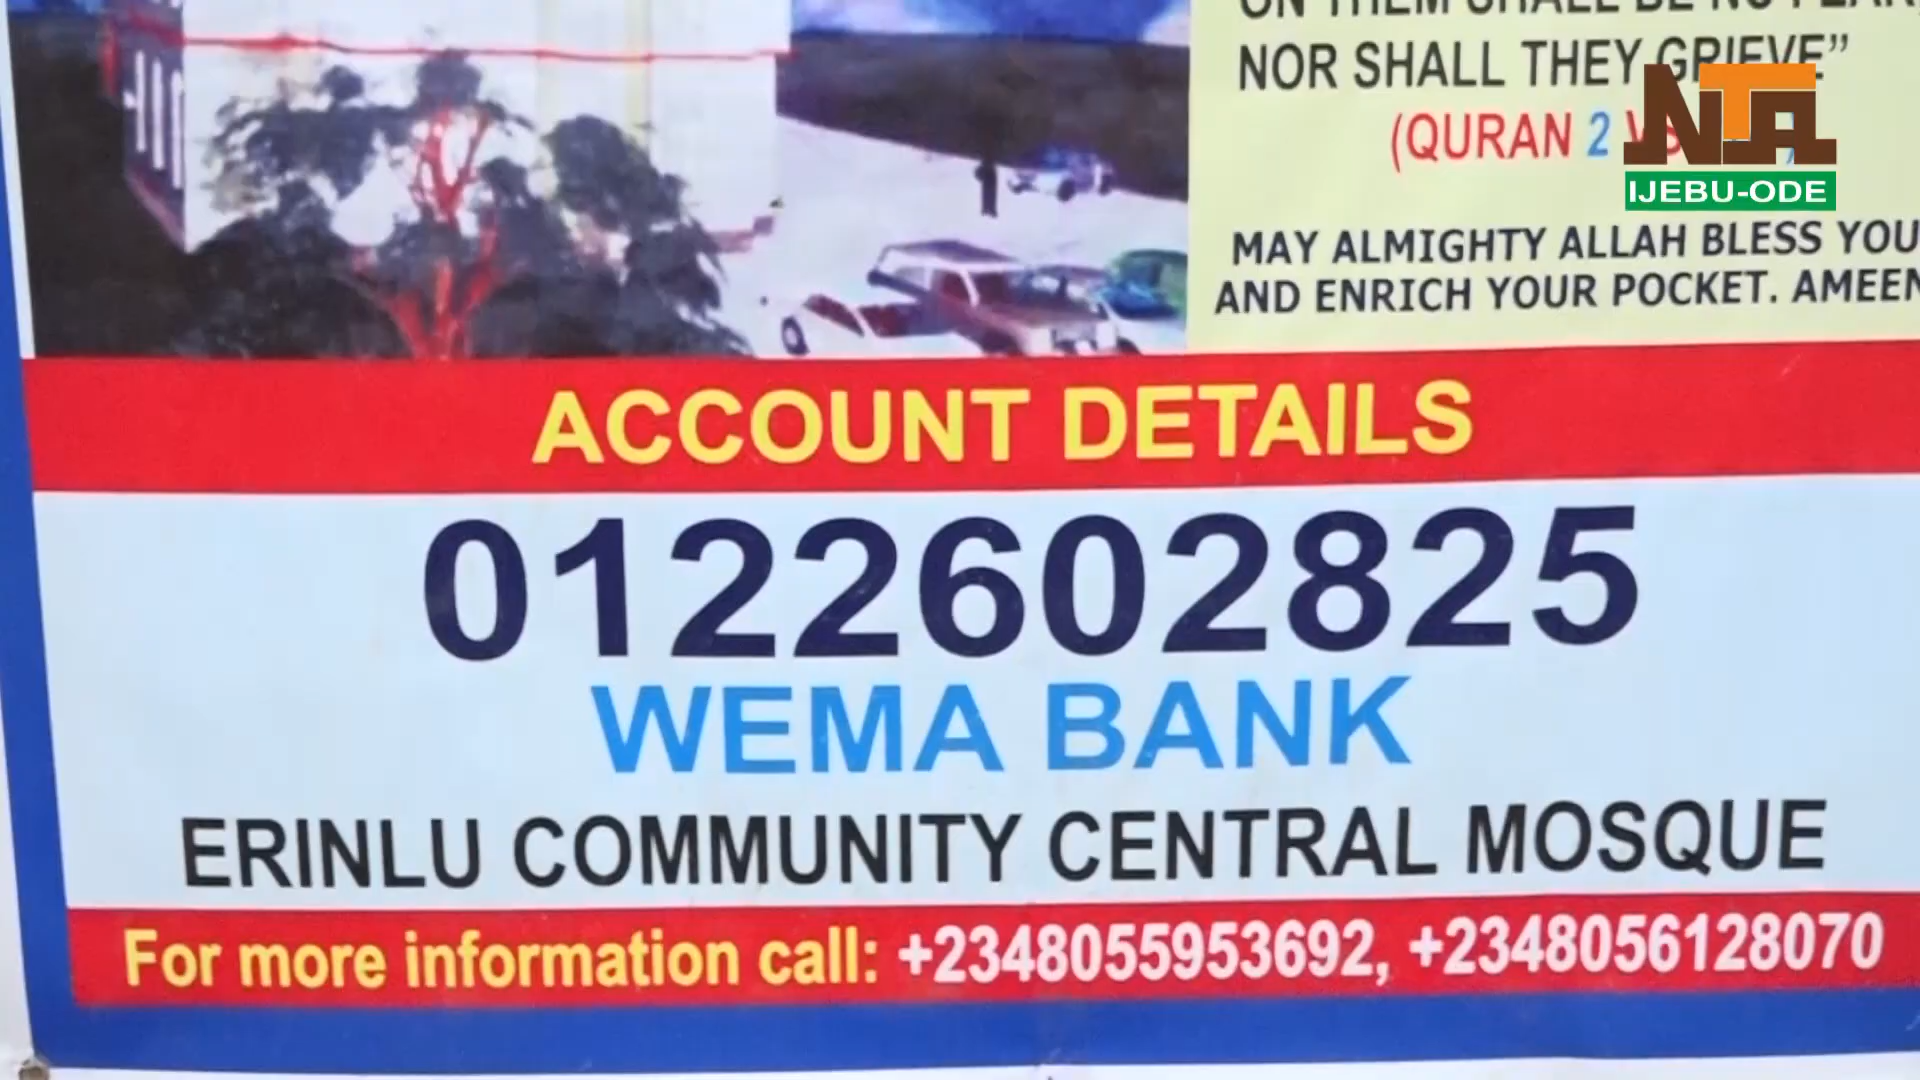 NOR SHALL THEY GRIEVE”
(QURAN 2
NTA
IJEBU-ODE
MAY ALMIGHTY ALLAH BLESS YOU
AND ENRICH YOUR POCKET. AMEEN
ACCOUNT DETAILS
0122602825
WEMA BANK
ERINLU COMMUNITY CENTRAL MOSQUE
For more information call: +2348055953692, +2348056128070